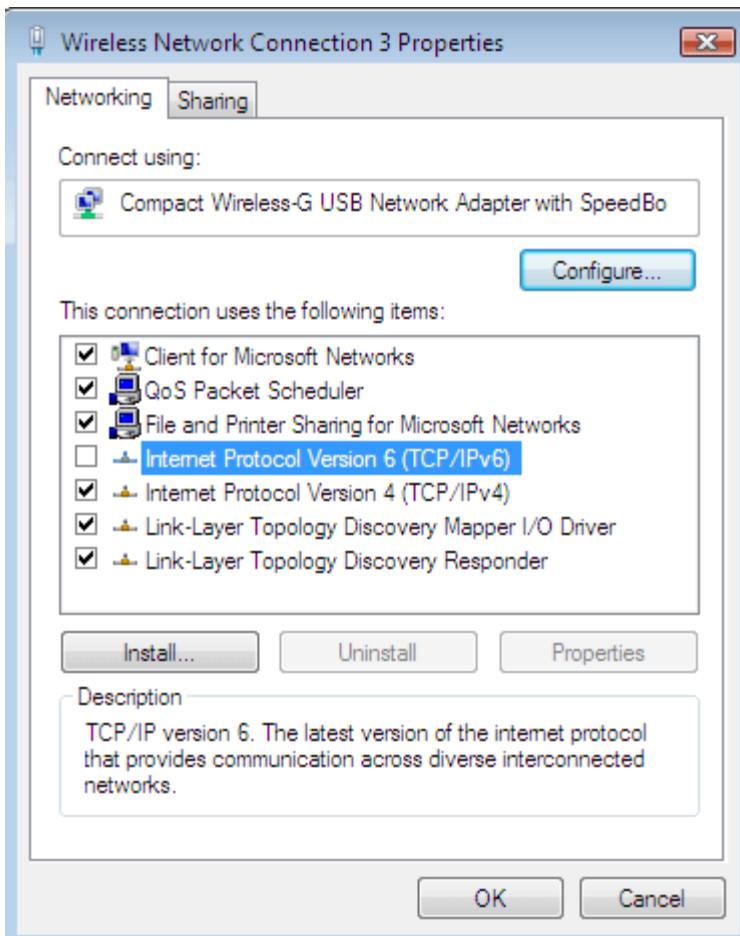 Wireless Network Connection 3 Properties
Networking
Sharing
Connect using:
Compact Wireless-G USB Network Adapter with SpeedBo
Configure...
This connection uses the following items:
Client for Microsoft Networks
QoS Packet Scheduler
File and Printer Sharing for Microsoft Networks
Internet Protocol Version 6 (TCP/IPv6)
Internet Protocol Version 4 (TCP/IPv4)
Link-Layer Topology Discovery Mapper I/O Driver
Link-Layer Topology Discovery Responder
Install...
Uninstall
Properties
Description
TCP/IP version 6. The latest version of the internet protocol
that provides communication across diverse interconnected
networks.
OK
Cancel